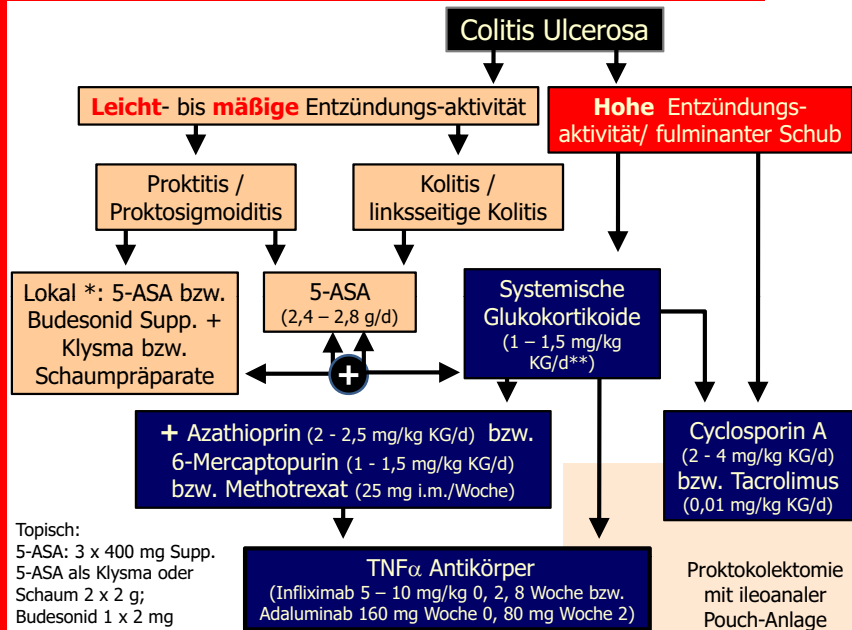 Colitis Ulcerosa
Leicht- bis mäßige Entzündungs-aktivität
Hohe Entzündungs-
aktivität/ fulminanter Schub
Proktitis /
Proktosigmoiditis
Kolitis /
linksseitige Kolitis
Lokal *: 5-ASA bzw.
Budesonid Supp. +
Klysma bzw.
Schaumpräparate
5-ASA
(2,4 – 2,8 g/d)
Systemische
Glukokortikoide
(1 – 1,5 mg/kg
KG/d**)
+
+ Azathioprin (2 - 2,5 mg/kg KG/d) bzw.
6-Mercaptopurin (1 - 1,5 mg/kg KG/d)
bzw. Methotrexat (25 mg i.m./Woche)
Cyclosporin A
(2 - 4 mg/kg KG/d)
bzw. Tacrolimus
(0,01 mg/kg KG/d)
Topisch:
5-ASA: 3 x 400 mg Supp.
5-ASA als Klysma oder
Schaum 2 x 2 g;
Budesonid 1 x 2 mg
TNFα Antikörper
(Infliximab 5 – 10 mg/kg 0, 2, 8 Woche bzw.
Adaluminab 160 mg Woche 0, 80 mg Woche 2)
Proktokolektomie
mit ileoanaler
Pouch-Anlage